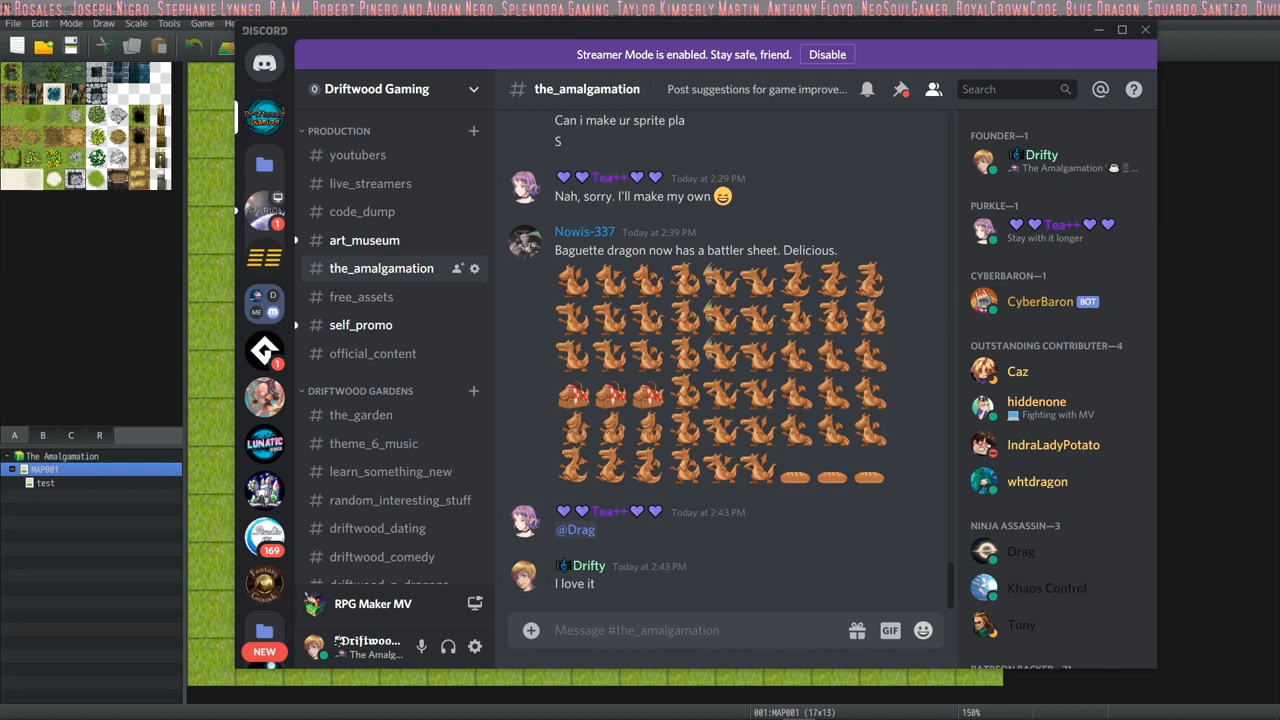 Rosales, Joseph Nigro, Stephanie Lynner, B.A.M., Robert Pinero and Auran Nero, Splendora Gaming, Taylor Kimberly Martin, Anthony Floyd, NeoSoulGamer, RoyalCrownCode, Blue Dragon, Eduardo Santizo, Divin
File Edit Mode Draw Scale Tools Game He
DISCORD
Streamer Mode is enabled. Stay safe, friend. Disable
Driftwood Gaming
# the_amalgamation
Post suggestions for game improve...
Search
PRODUCTION
# youtubers
# live_streamers
# code_dump
# art_museum
# the_amalgamation
# free_assets
# self_promo
# official_content
DRIFTWOOD GARDENS
# the_garden
# theme_6_music
# learn_something_new
# random_interesting_stuff
# driftwood_dating
# driftwood_comedy
RPG Maker MV
Driftwoo...
The Amalg...
1
1
169
NEW
ME
D
LUNATIC
Can i make ur sprite pla
S
Tea++ Today at 2:29 PM
Nah, sorry. I'll make my own
Nowis-337 Today at 2:39 PM
Baguette dragon now has a battler sheet. Delicious.
Tea++ Today at 2:43 PM
@Drag
Drifty Today at 2:43 PM
I love it
Message #the_amalgamation
GIF
FOUNDER—1
Drifty
The Amalgamation
PURKLE—1
Tea++
Stay with it longer
CYBERBARON—1
CyberBaron BOT
OUTSTANDING CONTRIBUTER—4
Caz
hiddenone
Fighting with MV
IndraLadyPotato
whtdragon
NINJA ASSASIN—3
Drag
Khaos Control
Tony
A B C R
The Amalgamation
MAP001
test
001:MAP001 (17x13)
150%